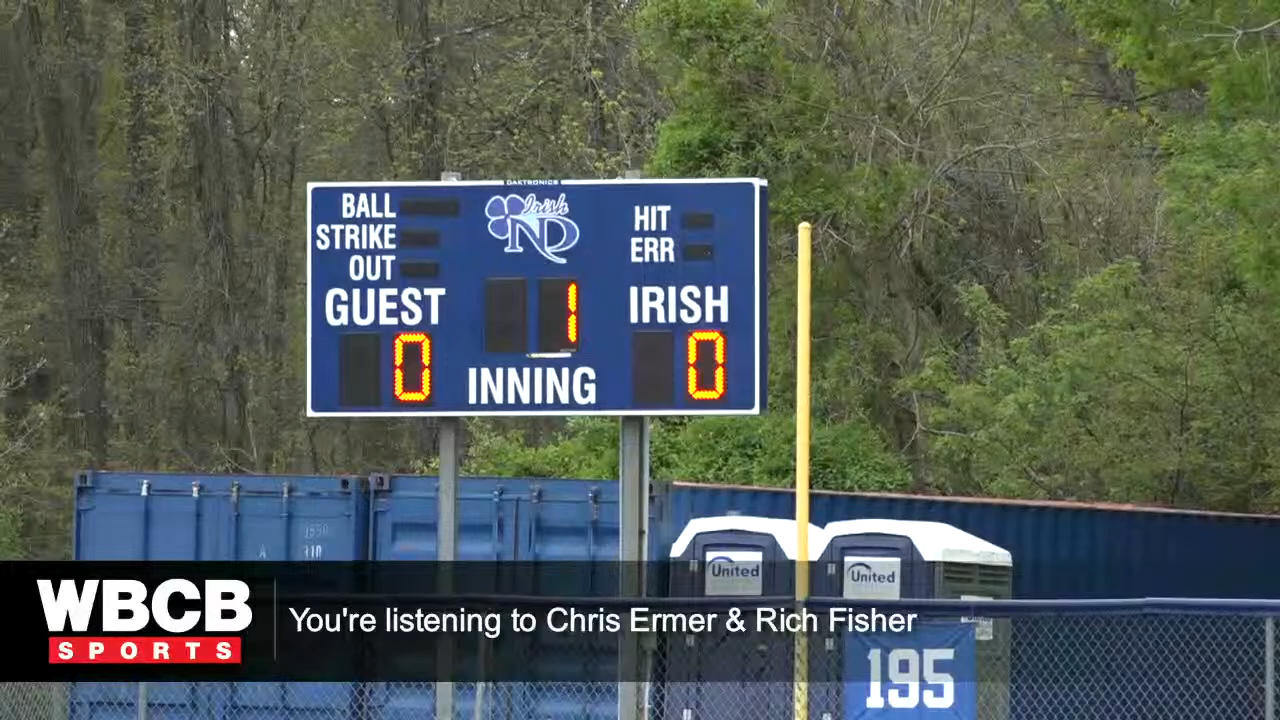 DAKTRONICS
BALL
STRIKE
OUT
Irish
ND
HIT
ERR
GUEST
1
IRISH
0
INNING
0
United
United
WBCB
SPORTS
You're listening to Chris Ermer & Rich Fisher
195